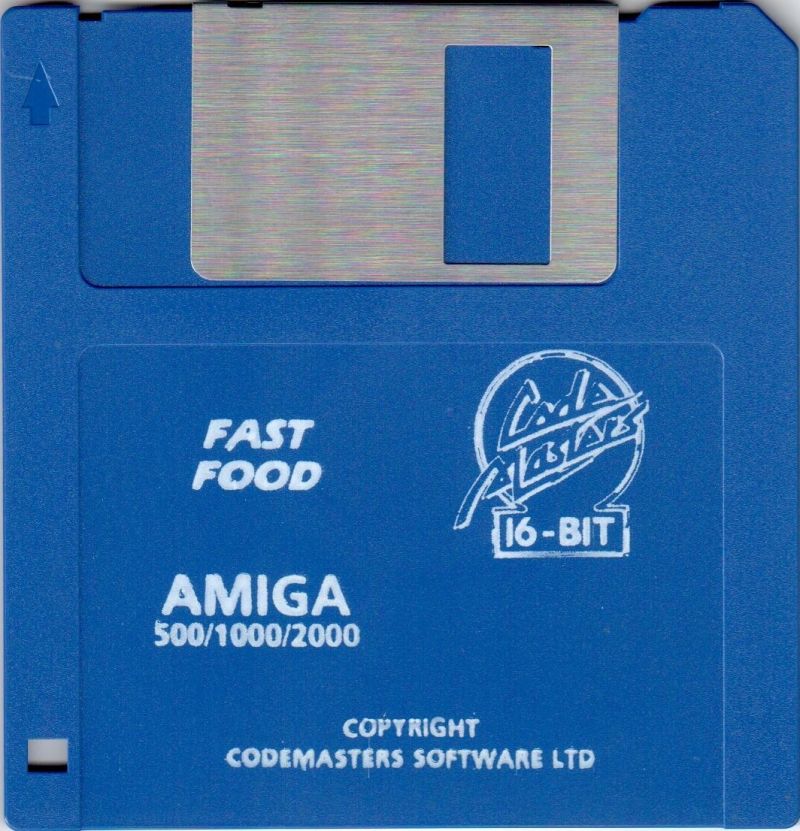 FAST
FOOD
Code
Masters
16-BIT
AMIGA
500/1000/2000
COPYRIGHT
CODEMASTERS SOFTWARE LTD